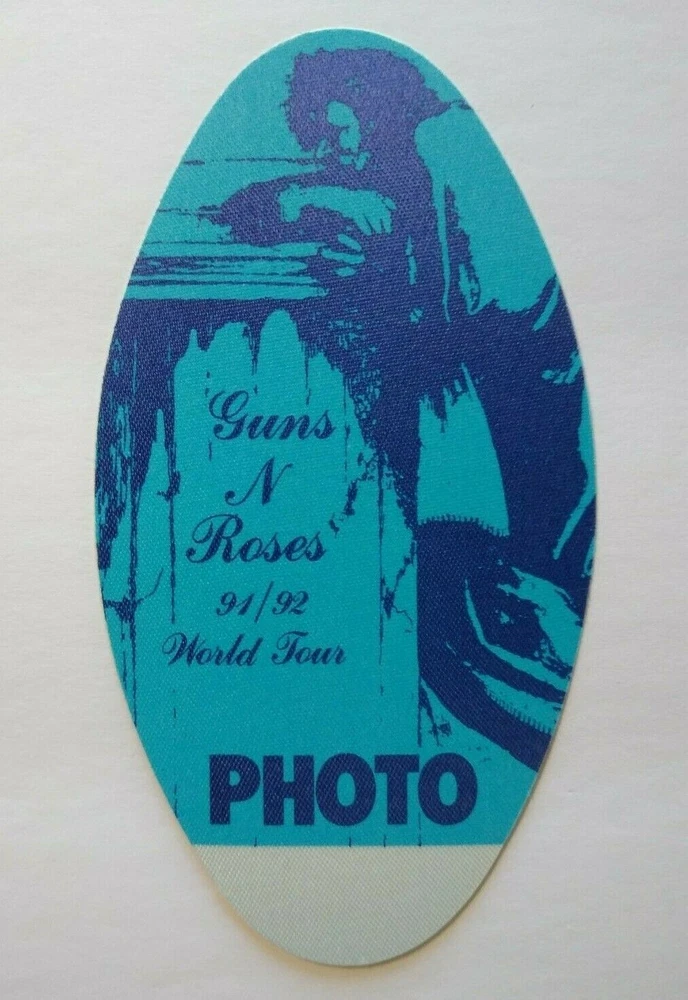 Guns
N
Roses
91/92
World Tour
PHOTO